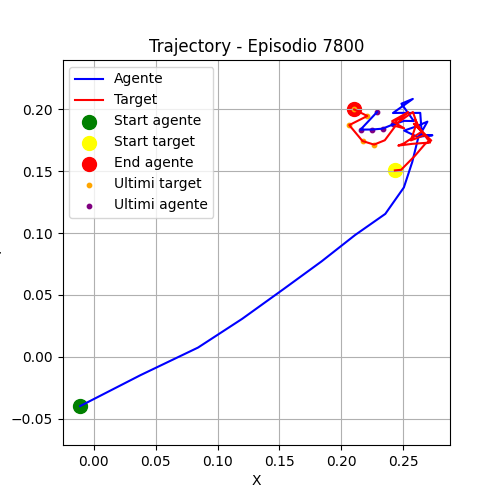 Trajectory - Episodio 7800
Agente
Target
Start agente
Start target
End agente
Ultimi target
Ultimi agente
0.20
0.15
0.10
0.05
0.00
−0.05
0.00
0.05
0.10
0.15
0.20
0.25
X